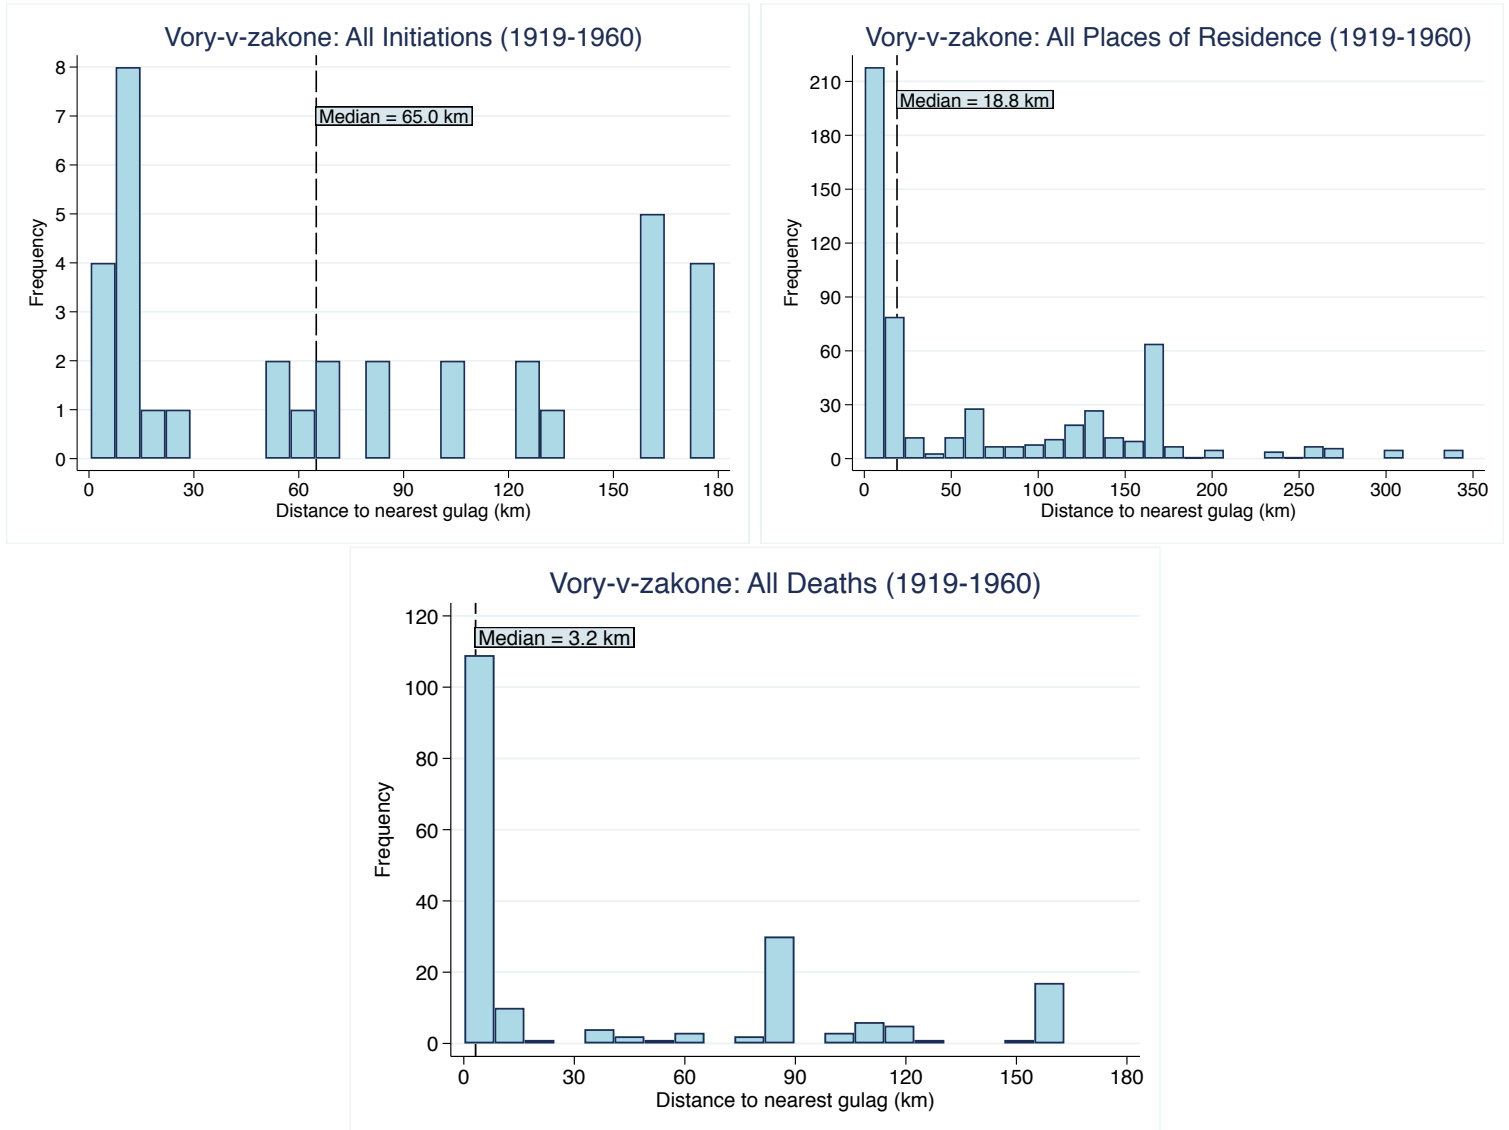 Vory-v-zakone: All Initiations (1919-1960)
8
7
6
5
4
3
2
1
0
Frequency
Median = 65.0 km
0 30 60 90 120 150 180
Distance to nearest gulag (km)
Vory-v-zakone: All Places of Residence (1919-1960)
210
180
150
120
90
60
30
0
Frequency
Median = 18.8 km
0 50 100 150 200 250 300 350
Distance to nearest gulag (km)
Vory-v-zakone: All Deaths (1919-1960)
120
100
80
60
40
20
0
Frequency
Median = 3.2 km
0 30 60 90 120 150 180
Distance to nearest gulag (km)